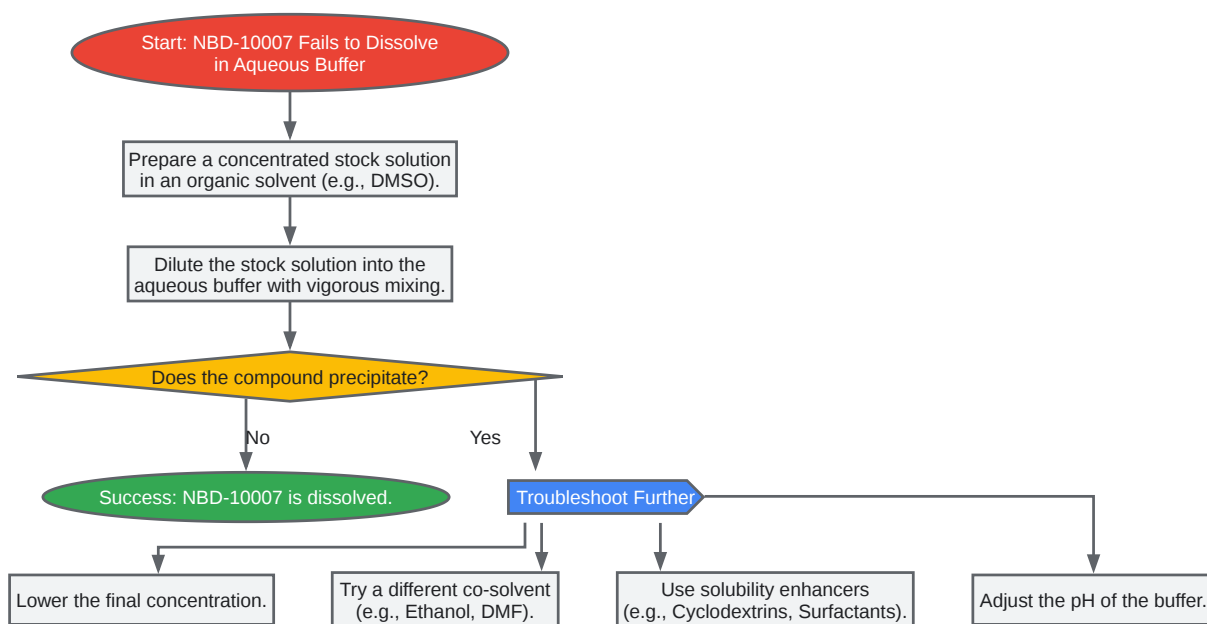 Start: NBD-10007 Fails to Dissolve
in Aqueous Buffer
Prepare a concentrated stock solution
in an organic solvent (e.g., DMSO).
Dilute the stock solution into the
aqueous buffer with vigorous mixing.
Does the compound precipitate?
No
Yes
Success: NBD-10007 is dissolved.
Troubleshoot Further
Lower the final concentration.
Try a different co-solvent
(e.g., Ethanol, DMF).
Use solubility enhancers
(e.g., Cyclodextrins, Surfactants).
Adjust the pH of the buffer.